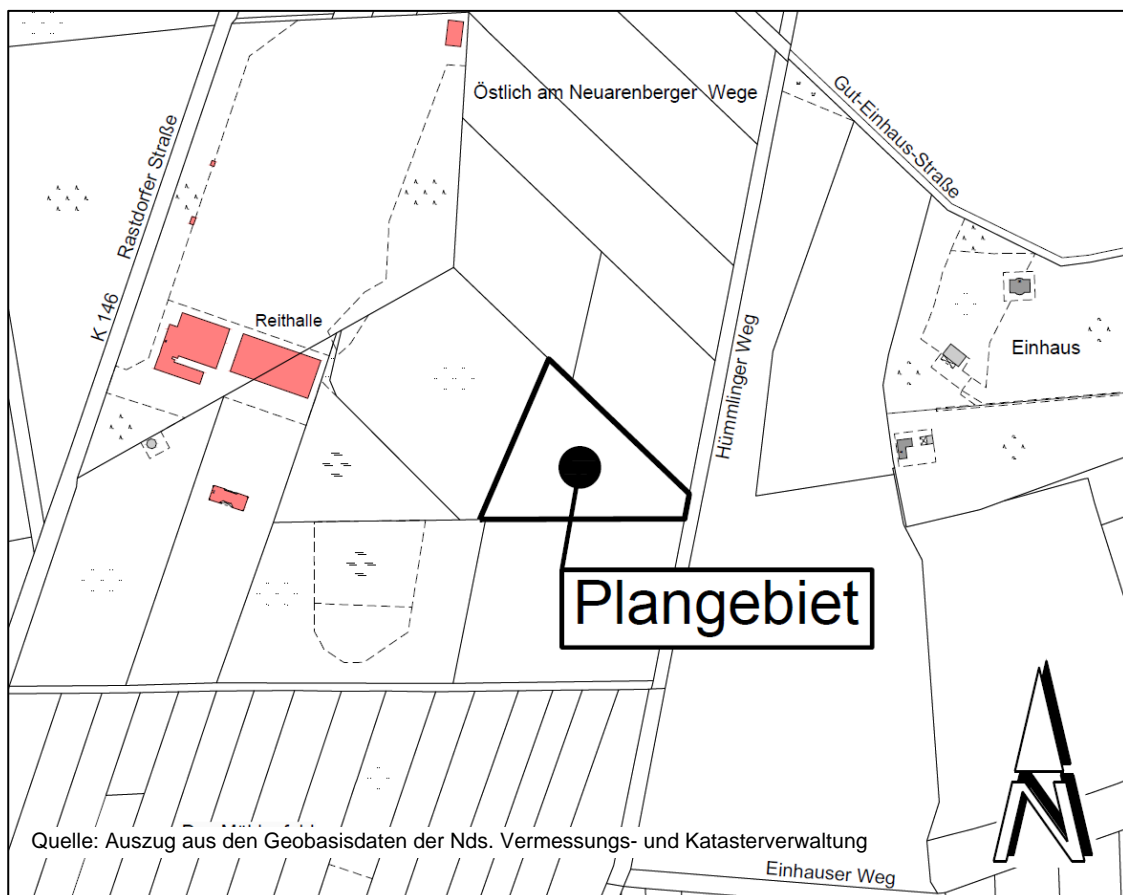 Östlich am Neuarenberger Wege
Gut-Einhaus-Straße
K 146 Rastdorfer Straße
Reithalle
Hümmlinger Weg
Einhaus
Plangebiet
N
Quelle: Auszug aus den Geobasisdaten der Nds. Vermessungs- und Katasterverwaltung
Einhauser Weg